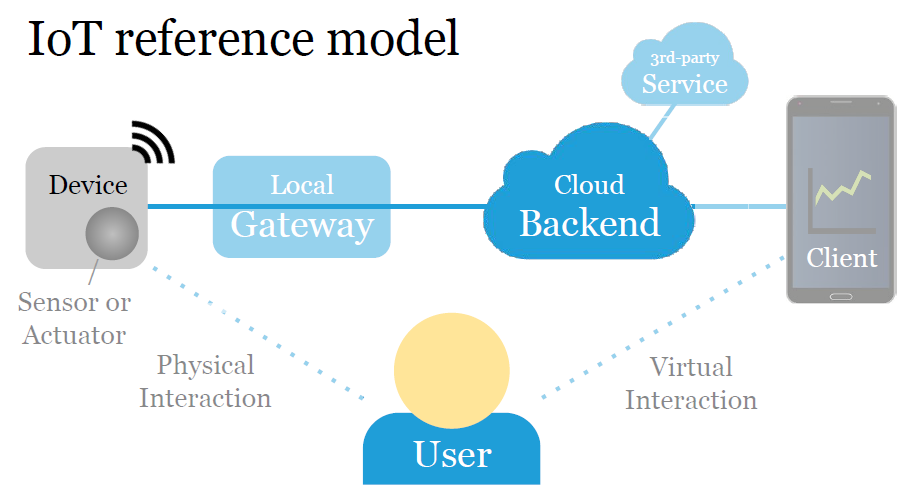 IoT reference model
3rd-party
Service
Device
Local
Gateway
Cloud
Backend
Client
Sensor or
Actuator
Physical
Interaction
Virtual
Interaction
User